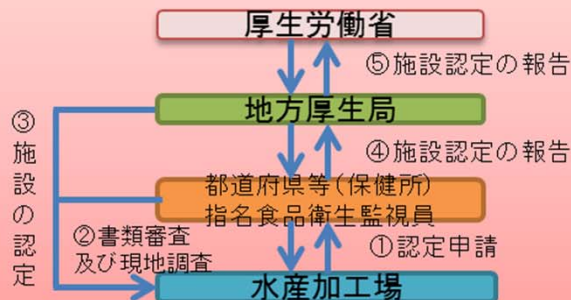 厚生労働省
⑤施設認定の報告
地方厚生局
④施設認定の報告
③施設の認定
都道府県等(保健所)
指名食品衛生監視員
②書類審査
及び現地調査
①認定申請
水産加工場